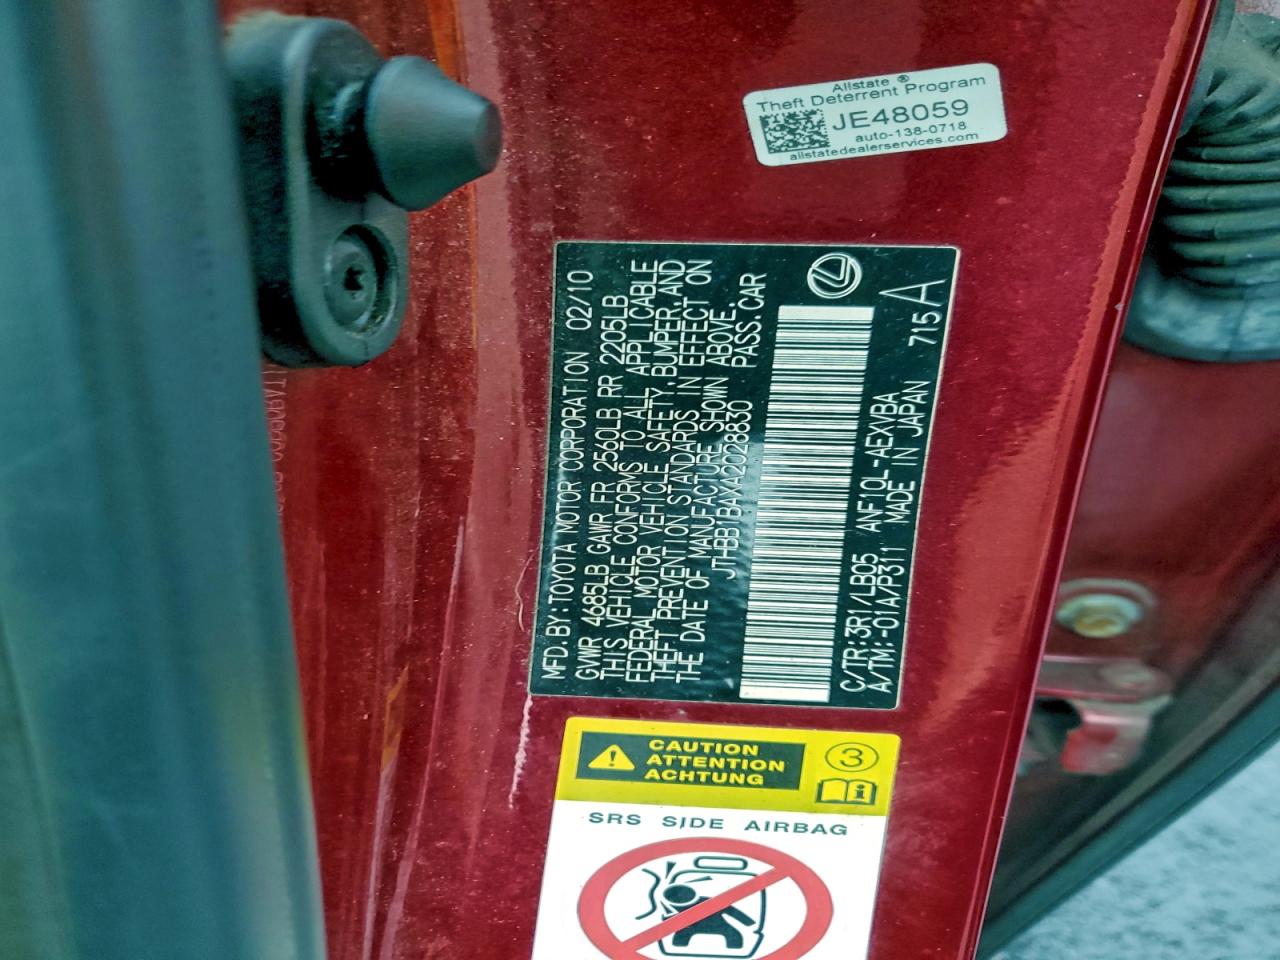 Allstate ®
Theft Deterrent Program
JE48059
auto-138-0718
allstatedealerservices.com
MFD. BY: TOYOTA MOTOR CORPORATION 02/10
GVWR 4685LB GAWR FR 2560LB RR 2205LB
THIS VEHICLE CONFORMS TO ALL APPLICABLE
FEDERAL MOTOR VEHICLE SAFETY, BUMPER, AND
THEFT PREVENTION STANDARDS IN EFFECT ON
THE DATE OF MANUFACTURE SHOWN ABOVE.
JTHBB1BAXA2028830 PASS. CAR
C/TR: 3R1/LB05 ANF10L-AEXVBA
A/TM: -01A/P311 MADE IN JAPAN 715A
CAUTION
ATTENTION
ACHTUNG
3
SRS SIDE AIRBAG